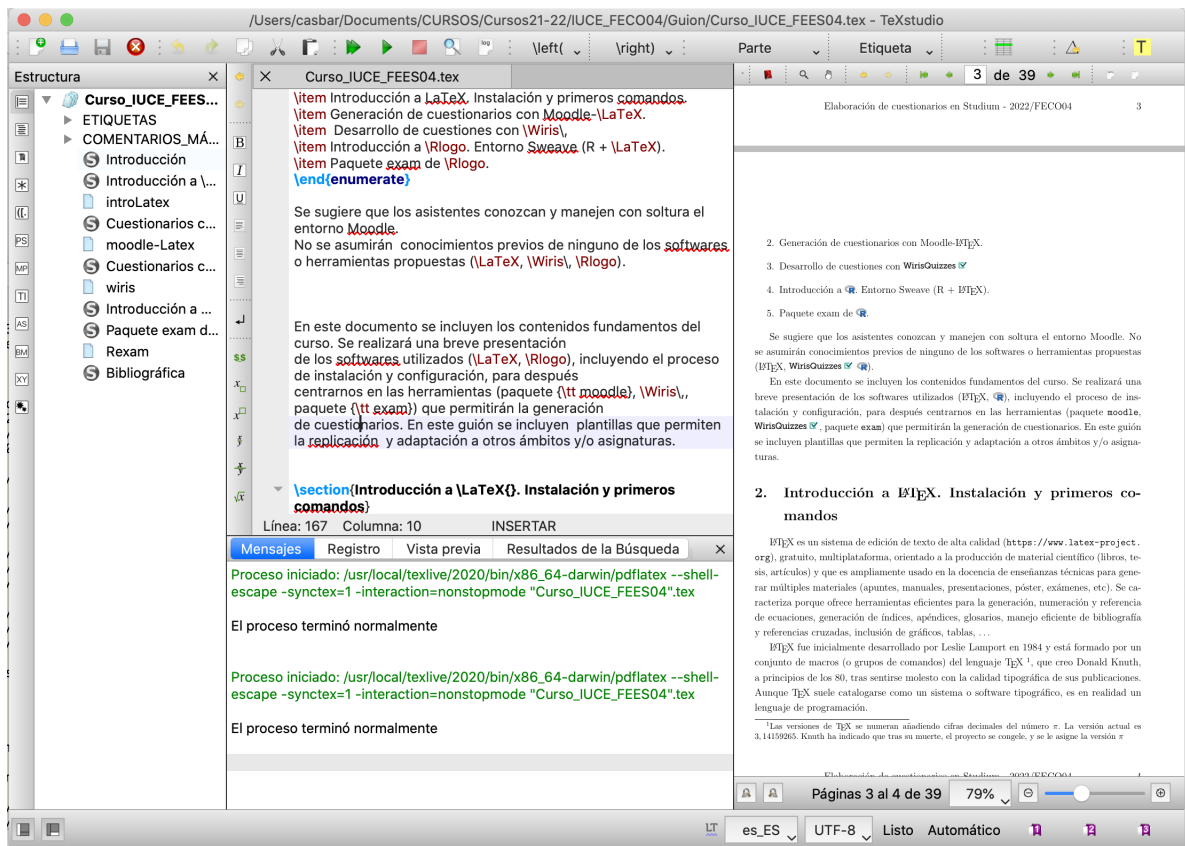 /Users/casbar/Documents/CURSOS/Cursos21-22/IUCE_FECO04/Guion/Curso_IUCE_FEES04.tex - TeXstudio
\left( \right) Parte Etiqueta T
Estructura
Curso_IUCE_FEES...
ETIQUETAS
COMENTARIOS_MÁ...
Introducción
Introducción a \...
introLatex
Cuestionarios c...
moodle-Latex
Cuestionarios c...
wiris
Introducción a ...
Paquete exam d...
Rexam
Bibliográfica
PS
MP
TI
AS
BM
XY
Curso_IUCE_FEES04.tex
B
I
U
$$
\item Introducción a LaTeX. Instalación y primeros comandos.
\item Generación de cuestionarios con Moodle-\LaTeX.
\item  Desarrollo de cuestiones con \Wiris\,
\item Introducción a \Rlogo. Entorno Sweave (R + \LaTeX).
\item Paquete exam de \Rlogo.
\end{enumerate}
Se sugiere que los asistentes conozcan y manejen con soltura el
entorno Moodle.
No se asumirán  conocimientos previos de ninguno de los softwares
o herramientas propuestas (\LaTeX, \Wiris\, \Rlogo).
En este documento se incluyen los contenidos fundamentos del
curso. Se realizará una breve presentación
de los softwares utilizados (\LaTeX, \Rlogo), incluyendo el proceso
de instalación y configuración, para después
centrarnos en las herramientas (paquete {\tt moodle}, \Wiris\,,
paquete {\tt exam}) que permitirán la generación
de cuestionarios. En este guión se incluyen  plantillas que permiten
la replicación  y adaptación a otros ámbitos y/o asignaturas.
\section{Introducción a \LaTeX{}. Instalación y primeros
comandos}
Línea: 167 Columna: 10 INSERTAR
Mensajes Registro Vista previa Resultados de la Búsqueda
Proceso iniciado: /usr/local/texlive/2020/bin/x86_64-darwin/pdflatex --shell-
escape -synctex=1 -interaction=nonstopmode "Curso_IUCE_FEES04".tex
El proceso terminó normalmente
Proceso iniciado: /usr/local/texlive/2020/bin/x86_64-darwin/pdflatex --shell-
escape -synctex=1 -interaction=nonstopmode "Curso_IUCE_FEES04".tex
El proceso terminó normalmente
3 de 39
Elaboración de cuestionarios en Studium - 2022/FECO04 3
2. Generación de cuestionarios con Moodle-LATEX.
3. Desarrollo de cuestiones con WirisQuizzes
4. Introducción a R. Entorno Sweave (R + LATEX).
5. Paquete exam de R.
Se sugiere que los asistentes conozcan y manejen con soltura el entorno Moodle. No
se asumirán conocimientos previos de ninguno de los softwares o herramientas propuestas
(LATEX, WirisQuizzes R).
En este documento se incluyen los contenidos fundamentos del curso. Se realizará una
breve presentación de los softwares utilizados (LATEX, R), incluyendo el proceso de ins-
talación y configuración, para después centrarnos en las herramientas (paquete moodle,
WirisQuizzes , paquete exam) que permitirán la generación de cuestionarios. En este guión
se incluyen plantillas que permiten la replicación y adaptación a otros ámbitos y/o asigna-
turas.
2. Introducción a LATEX. Instalación y primeros co-
mandos
LATEX es un sistema de edición de texto de alta calidad (https://www.latex-project.
org), gratuito, multiplataforma, orientado a la producción de material científico (libros, te-
sis, artículos) y que es ampliamente usado en la docencia de enseñanzas técnicas para gene-
rar múltiples materiales (apuntes, manuales, presentaciones, póster, exámenes, etc). Se ca-
racteriza porque ofrece herramientas eficientes para la generación, numeración y referencia
de ecuaciones, generación de índices, apéndices, glosarios, manejo eficiente de bibliografía
y referencias cruzadas, inclusión de gráficos, tablas, ...
LATEX fue inicialmente desarrollado por Leslie Lamport en 1984 y está formado por un
conjunto de macros (o grupos de comandos) del lenguaje TEX 1, que creo Donald Knuth,
a principios de los 80, tras sentirse molesto con la calidad tipográfica de sus publicaciones.
Aunque TEX suele catalogarse como un sistema o software tipográfico, es en realidad un
lenguaje de programación.
1Las versiones de TEX se numeran añadiendo cifras decimales del número π. La versión actual es
3,14159265. Knuth ha indicado que tras su muerte, el proyecto se congele, y se le asigne la versión π
Elaboración de cuestionarios en Studium - 2022/FECO04 4
Páginas 3 al 4 de 39 79%
LT es_ES UTF-8 Listo Automático 1 2 3